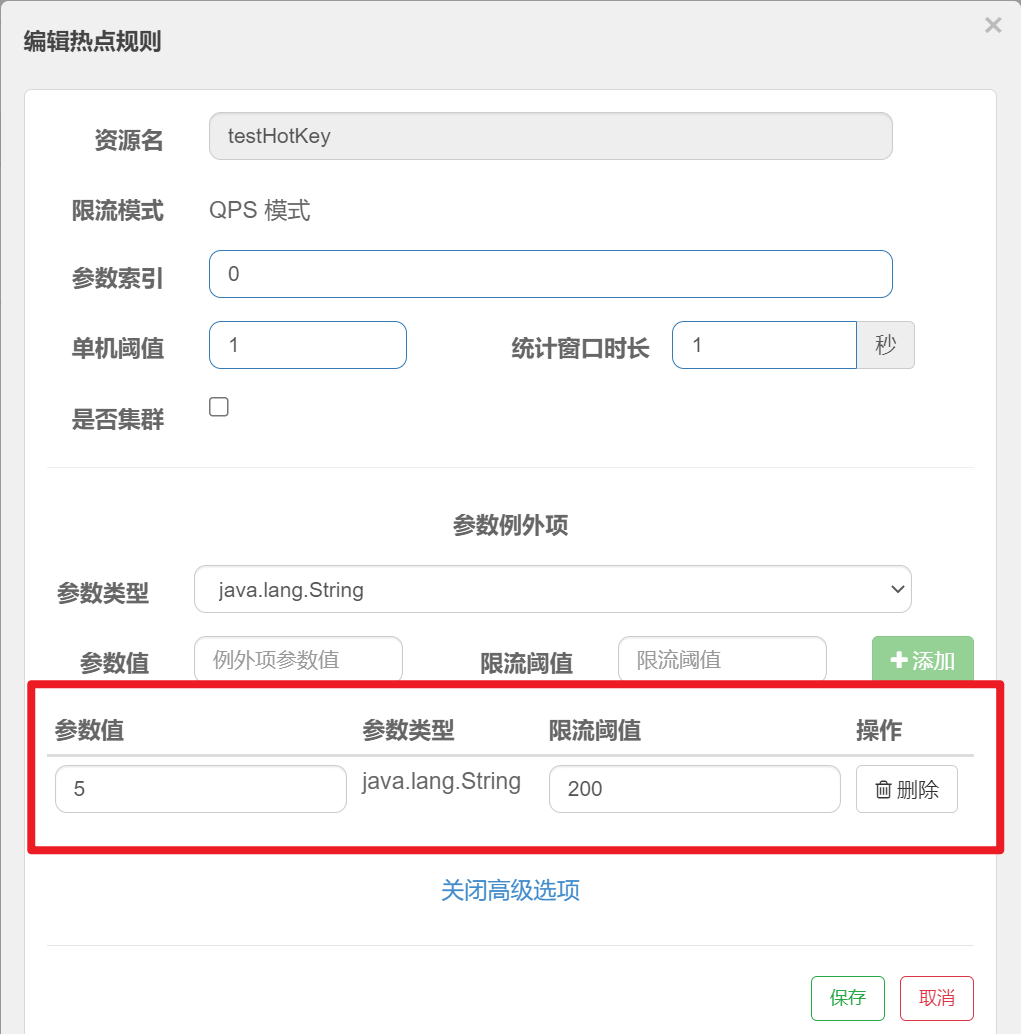 编辑热点规则
×
资源名 testHotKey
限流模式 QPS 模式
参数索引 0
单机阈值 1 统计窗口时长 1 秒
是否集群
参数例外项
参数类型 java.lang.String
参数值 例外项参数值 限流阈值 限流阈值 添加
参数值 参数类型 限流阈值 操作
5 java.lang.String 200 删除
关闭高级选项
保存 取消